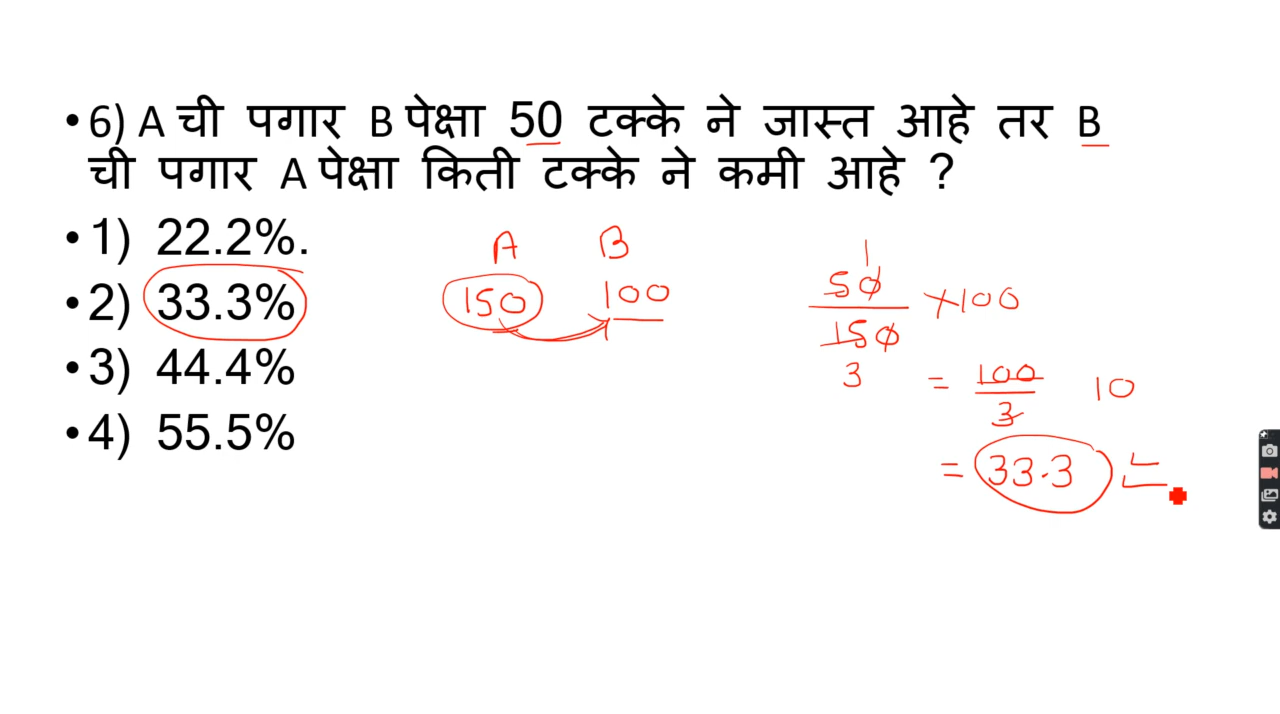 • 6) A ची पगार B पेक्षा 50 टक्के ने जास्त आहे तर B
ची पगार A पेक्षा किती टक्के ने कमी आहे ?
• 1) 22.2%.
• 2) 33.3%
• 3) 44.4%
• 4) 55.5%
A B
150 100
1
50
150
×100
3
= 100
3
10
= 33.3